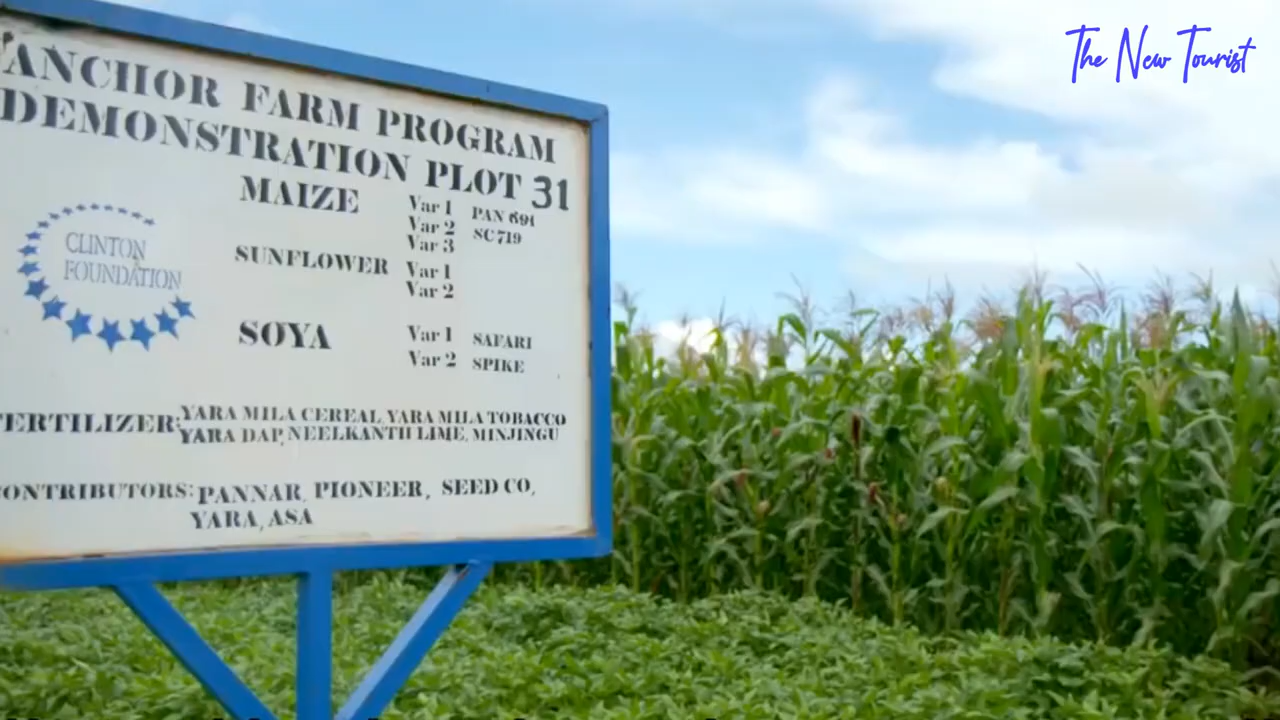 The New Tourist
ANCHOR FARM PROGRAM
DEMONSTRATION PLOT 31
MAIZE Var 1 PAN 691
Var 2 SC719
Var 3
SUNFLOWER Var 1
Var 2
CLINTON
FOUNDATION
SOYA Var 1 SAFARI
Var 2 SPIKE
ERTILIZER: YARA MILA CEREAL, YARA MILA TOBACCO
YARA DAP, NEELKANTH LIME, MINJINGU
ONTRIBUTORS: PANNAR, PIONEER, SEED CO,
YARA, ASA